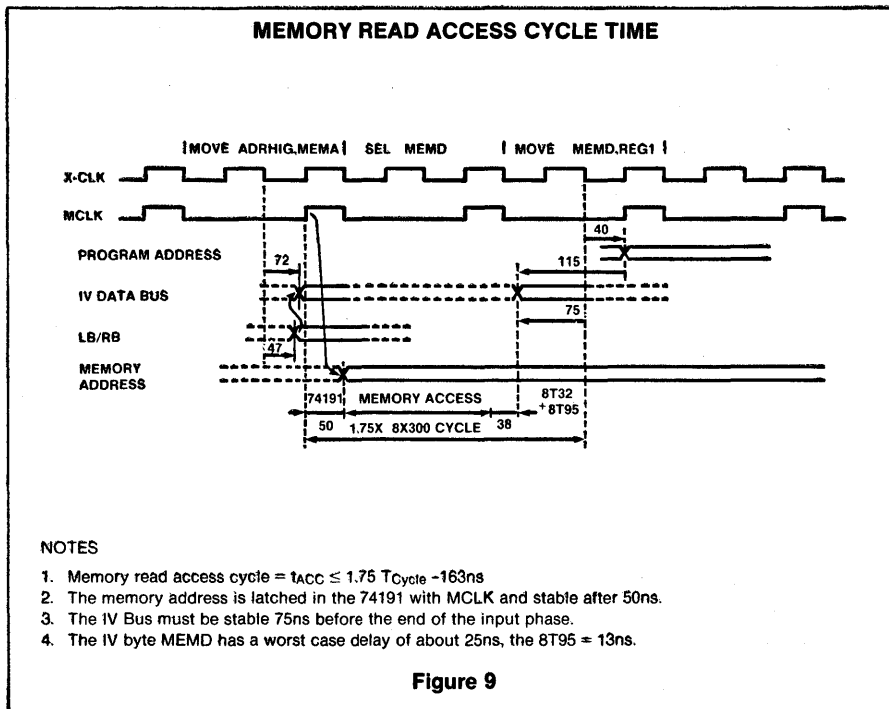 MEMORY READ ACCESS CYCLE TIME
MOVE ADRHIG,MEMA SEL MEMD MOVE MEMD,REG1
X-CLK
MCLK
40
PROGRAM ADDRESS
72
115
IV DATA BUS
75
LB/RB
47
MEMORY
ADDRESS
74191 MEMORY ACCESS 8T32
+8T95
50 1.75X 8X300 CYCLE 38
NOTES
1. Memory read access cycle = tACC ≤ 1.75 TCycle -163ns
2. The memory address is latched in the 74191 with MCLK and stable after 50ns.
3. The IV Bus must be stable 75ns before the end of the input phase.
4. The IV byte MEMD has a worst case delay of about 25ns, the 8T95 = 13ns.
Figure 9